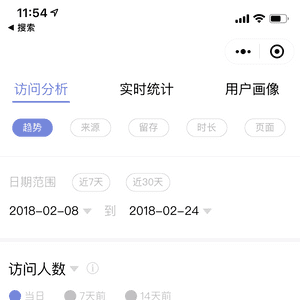 11:54
搜索
访问分析 实时统计 用户画像
趋势 来源 留存 时长 页面
日期范围 近7天 近30天
2018-02-08 到 2018-02-24
访问人数
当日 7天前 14天前